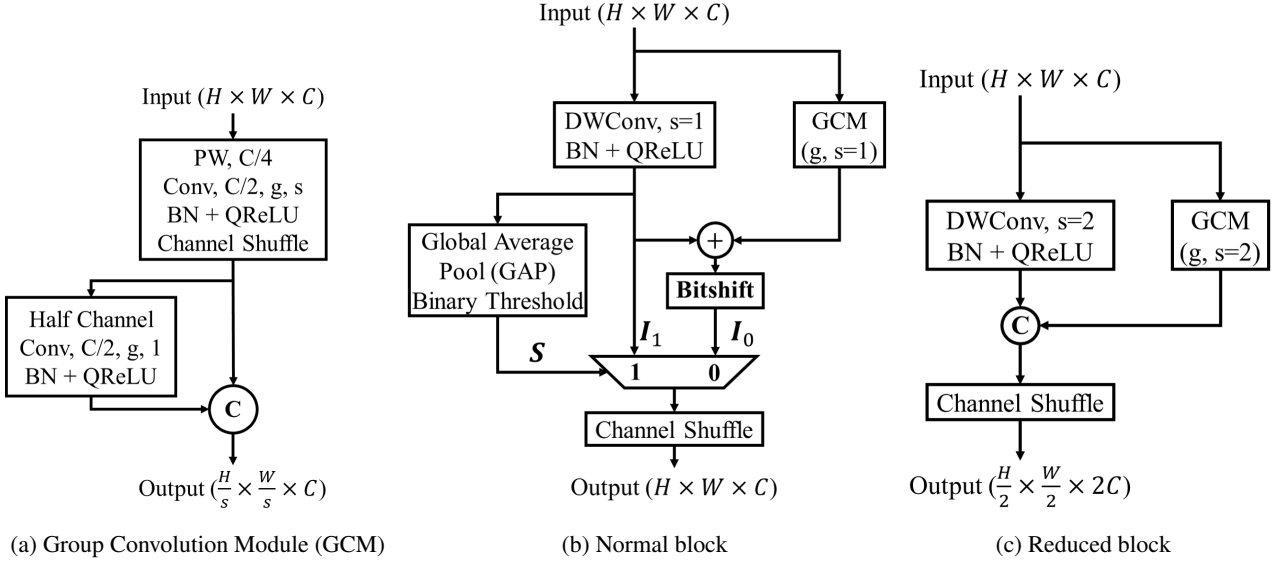 Input (H × W × C)
PW, C/4
Conv, C/2, g, s
BN + QReLU
Channel Shuffle
Half Channel
Conv, C/2, g, 1
BN + QReLU
C
Output (H/s × W/s × C)
(a) Group Convolution Module (GCM)
Input (H × W × C)
DWConv, s=1
BN + QReLU
GCM
(g, s=1)
Global Average
Pool (GAP)
Binary Threshold
+
Bitshift
S
I₁
I₀
1
0
Channel Shuffle
Output (H × W × C)
(b) Normal block
Input (H × W × C)
DWConv, s=2
BN + QReLU
GCM
(g, s=2)
C
Channel Shuffle
Output (H/2 × W/2 × 2C)
(c) Reduced block